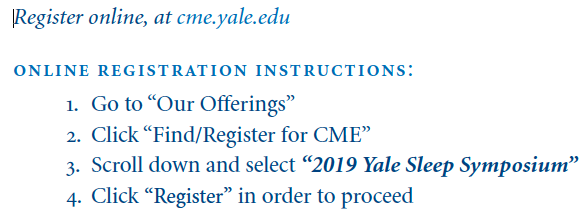 Register online, at cme.yale.edu
ONLINE REGISTRATION INSTRUCTIONS:
1. Go to “Our Offerings”
2. Click “Find/Register for CME”
3. Scroll down and select “2019 Yale Sleep Symposium”
4. Click “Register” in order to proceed